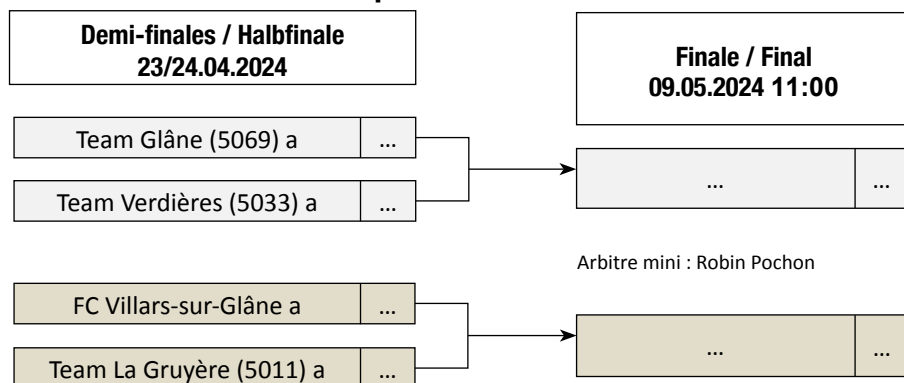 Demi-finales / Halbfinale
23/24.04.2024
Finale / Final
09.05.2024 11:00
Team Glâne (5069) a ...
Team Verdières (5033) a ...
... ...
Arbitre mini : Robin Pochon
FC Villars-sur-Glâne a ...
Team La Gruyère (5011) a ...
... ...